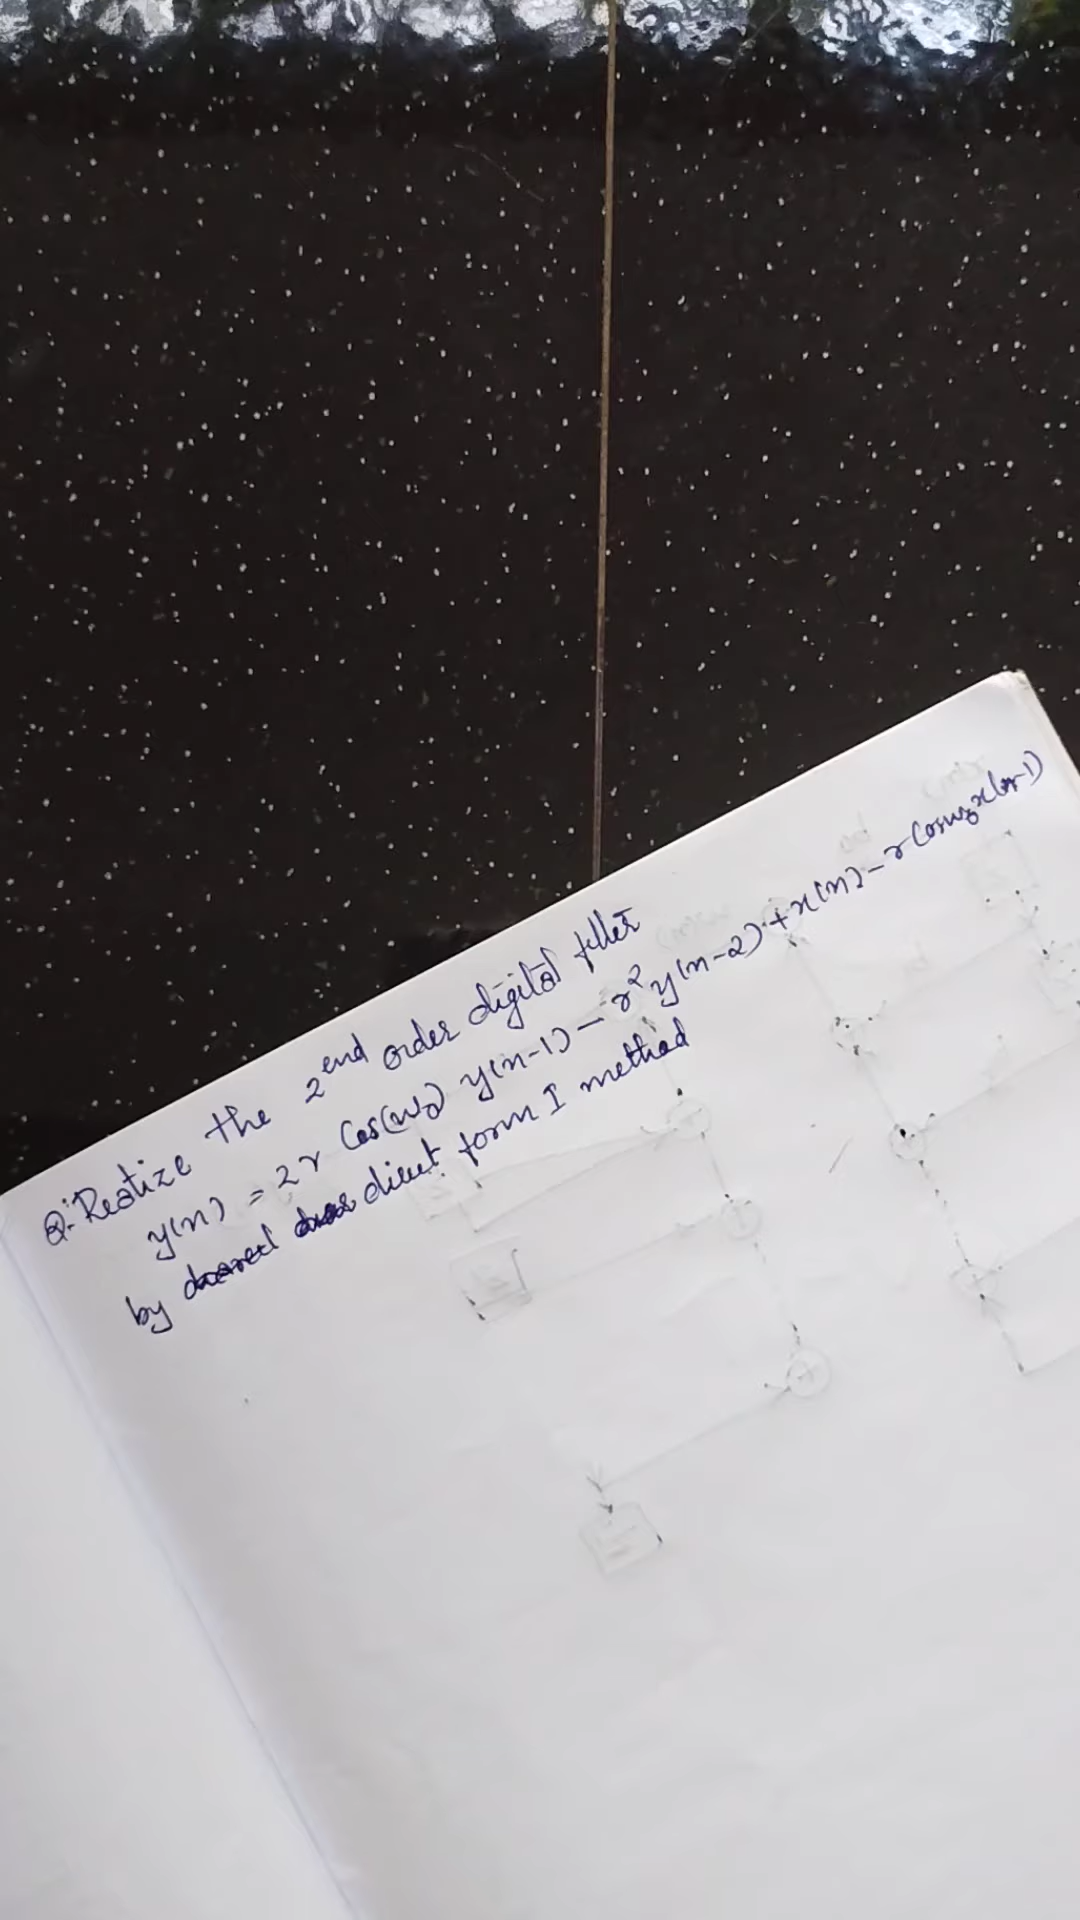 Q:- Realize the 2end order digital filter
y(n) = 2r Cos(w0) y(n-1) - r² y(n-2) + x(n) - r Cosw0 x(n-1)
by direct form I method